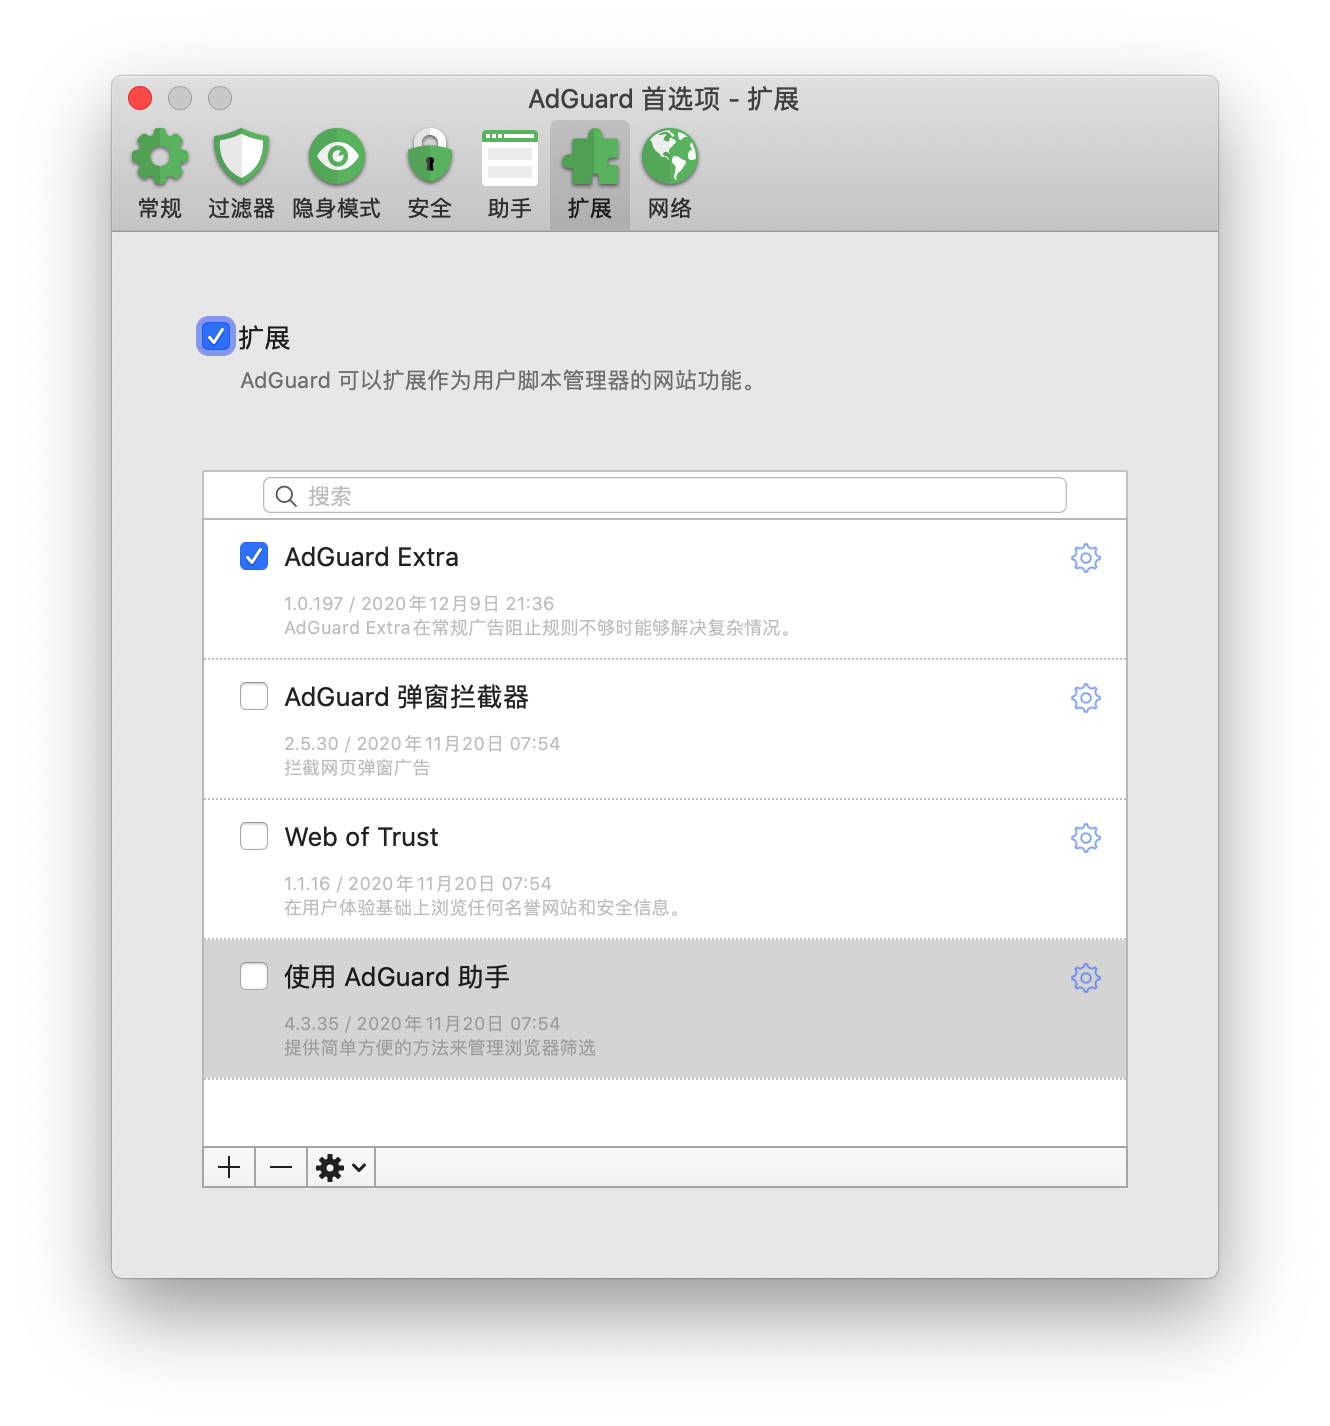 AdGuard 首选项 - 扩展
常规 过滤器 隐身模式 安全 助手 扩展 网络
扩展
AdGuard 可以扩展作为用户脚本管理器的网站功能。
搜索
AdGuard Extra
1.0.197 / 2020年12月9日 21:36
AdGuard Extra在常规广告阻止规则不够时能够解决复杂情况。
AdGuard 弹窗拦截器
2.5.30 / 2020年11月20日 07:54
拦截网页弹窗广告
Web of Trust
1.1.16 / 2020年11月20日 07:54
在用户体验基础上浏览任何名誉网站和安全信息。
使用 AdGuard 助手
4.3.35 / 2020年11月20日 07:54
提供简单方便的方法来管理浏览器筛选